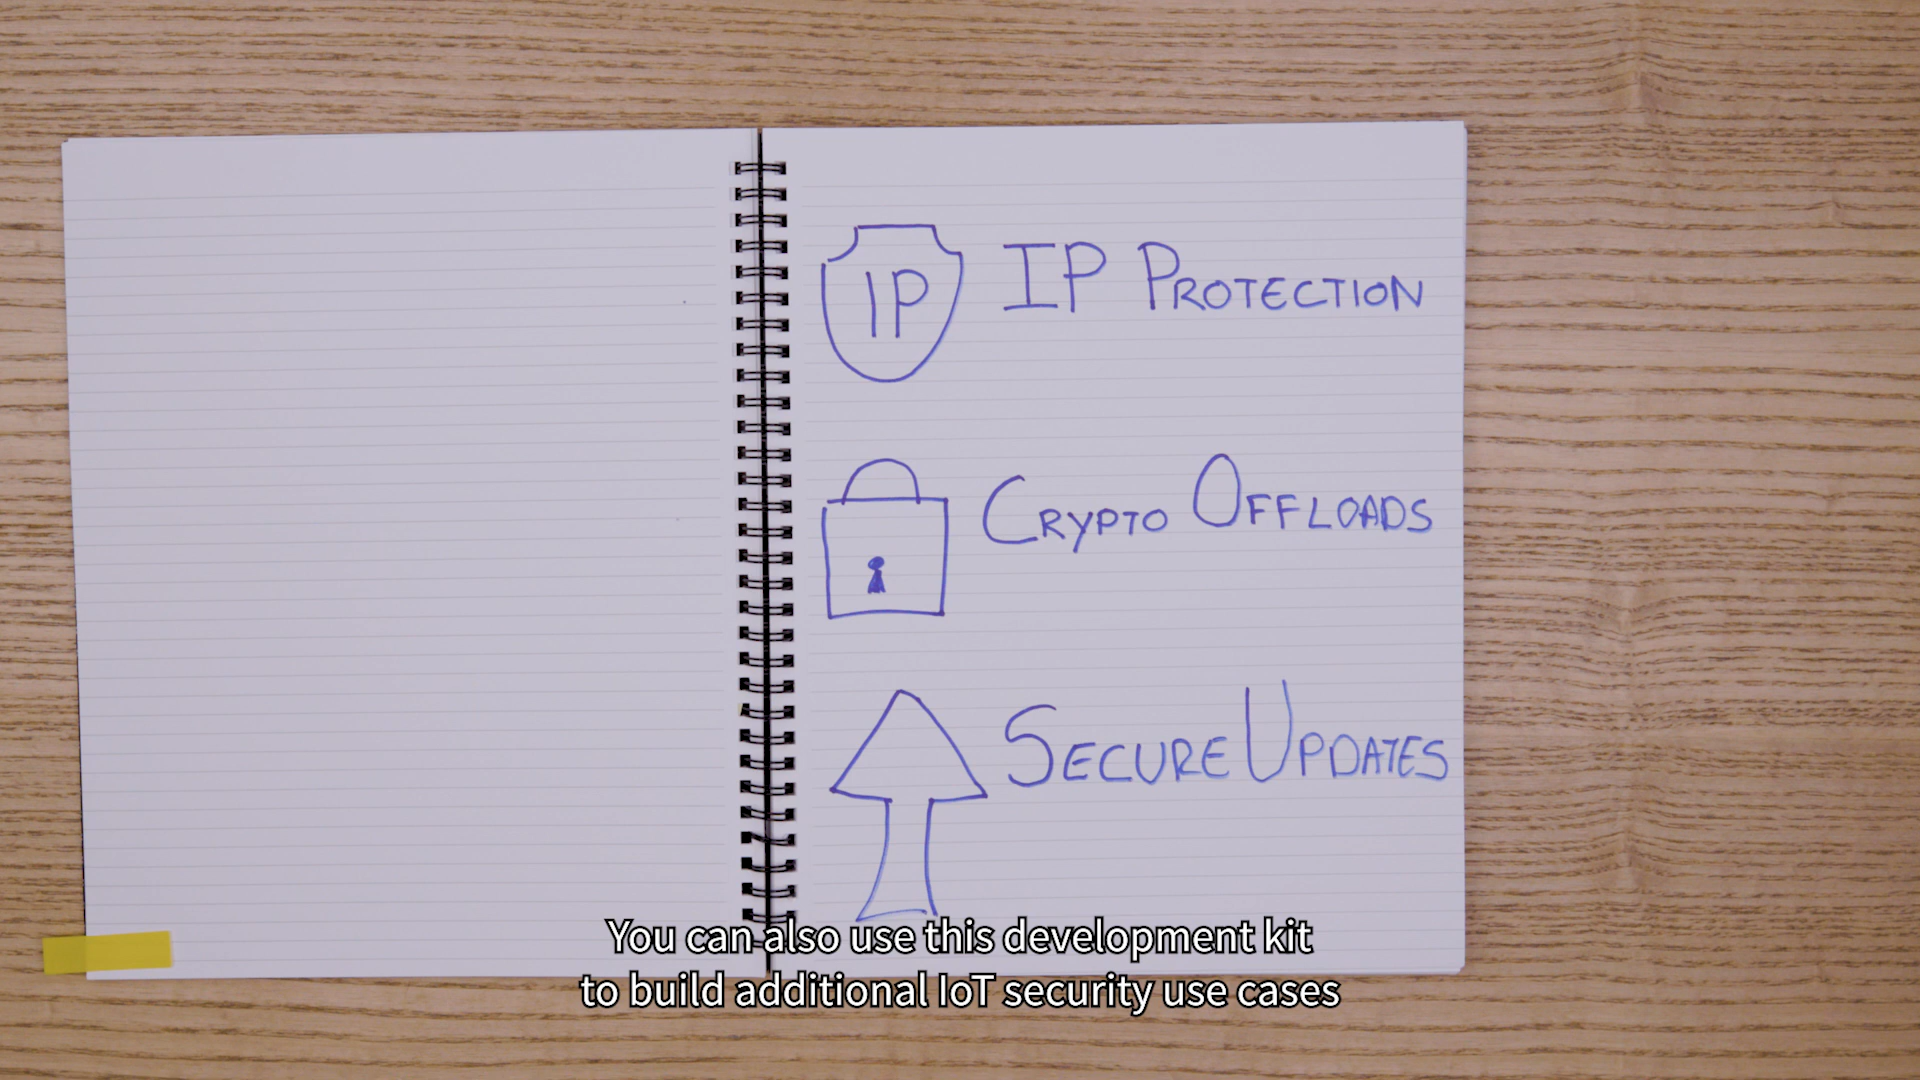 IP
IP PROTECTION
CRYPTO OFFLOADS
SECURE UPDATES
You can also use this development kit
to build additional IoT security use cases